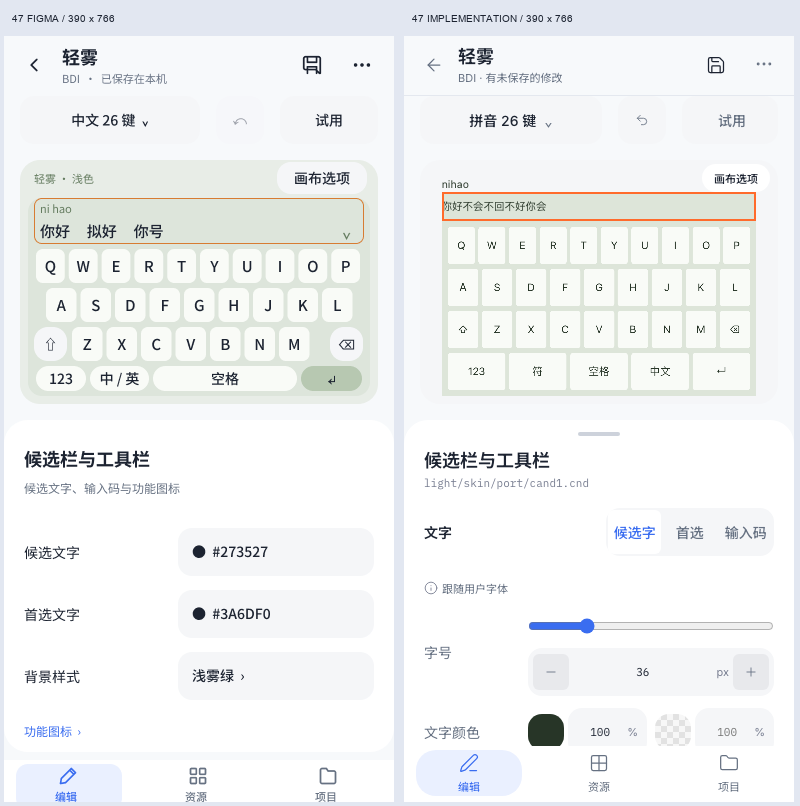 47 FIGMA / 390 x 766
轻雾
BDI • 已保存在本机
中文 26 键
试用
轻雾 • 浅色
画布选项
ni hao
你好 拟好 你号
Q W E R T Y U I O P
A S D F G H J K L
Z X C V B N M
123 中 / 英 空格
候选栏与工具栏
候选文字、输入码与功能图标
候选文字 #273527
首选文字 #3A6DF0
背景样式 浅雾绿 ›
功能图标 ›
编辑 资源 项目
47 IMPLEMENTATION / 390 x 766
轻雾
BDI · 有未保存的修改
拼音 26 键
试用
画布选项
nihao
你好不会不回不好你会
Q W E R T Y U I O P
A S D F G H J K L
Z X C V B N M
123 符 空格 中文
候选栏与工具栏
light/skin/port/cand1.cnd
文字 候选字 首选 输入码
跟随用户字体
字号
− 36 px +
文字颜色 100 % 100 %
编辑 资源 项目